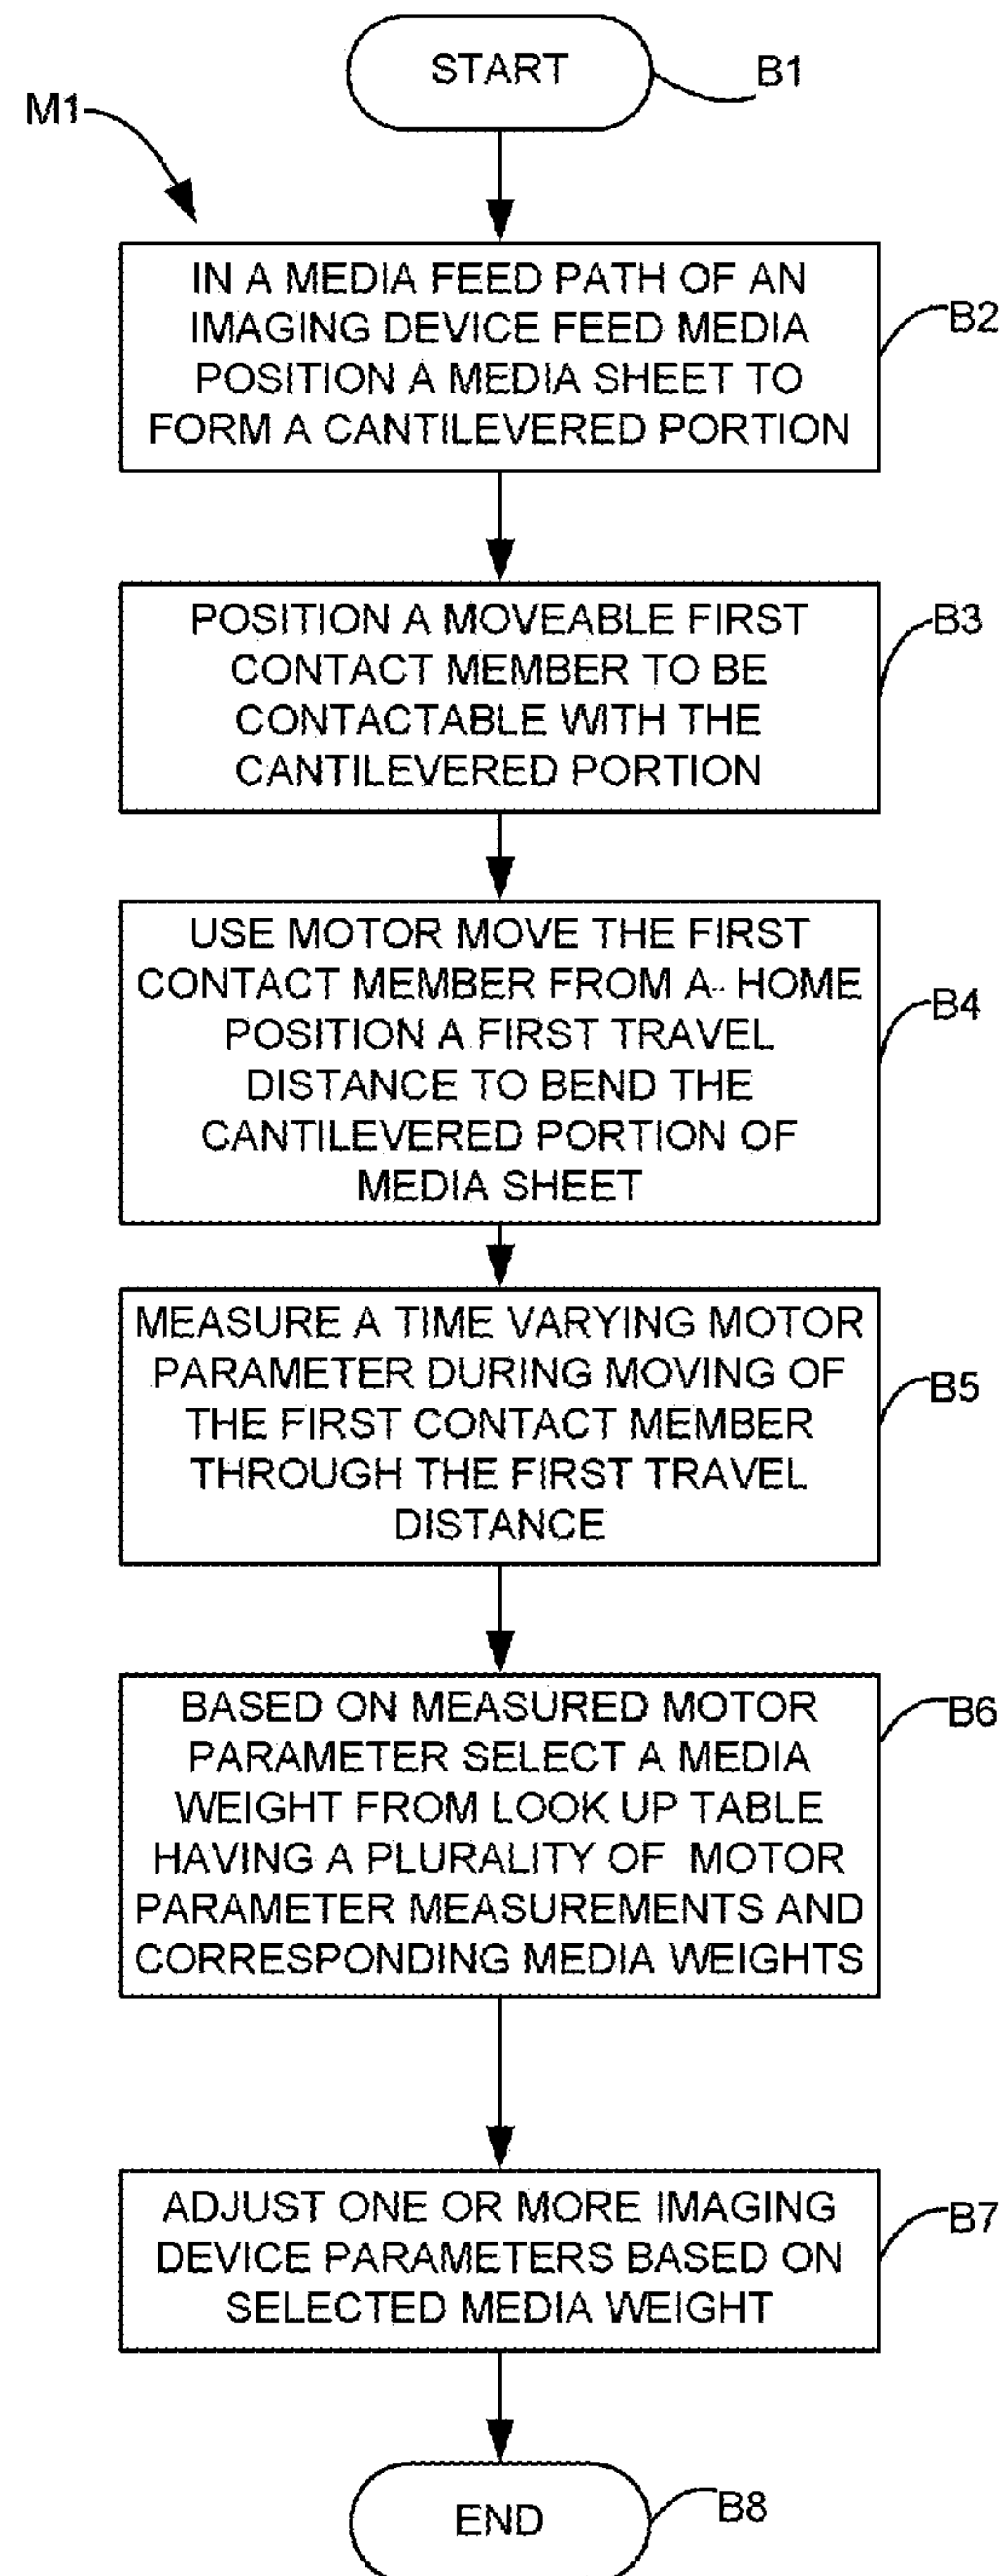 START
B1
M1
IN A MEDIA FEED PATH OF AN
IMAGING DEVICE FEED MEDIA
POSITION A MEDIA SHEET TO
FORM A CANTILEVERED PORTION
B2
POSITION A MOVEABLE FIRST
CONTACT MEMBER TO BE
CONTACTABLE WITH THE
CANTILEVERED PORTION
B3
USE MOTOR MOVE THE FIRST
CONTACT MEMBER FROM A- HOME
POSITION A FIRST TRAVEL
DISTANCE TO BEND THE
CANTILEVERED PORTION OF
MEDIA SHEET
B4
MEASURE A TIME VARYING MOTOR
PARAMETER DURING MOVING OF
THE FIRST CONTACT MEMBER
THROUGH THE FIRST TRAVEL
DISTANCE
B5
BASED ON MEASURED MOTOR
PARAMETER SELECT A MEDIA
WEIGHT FROM LOOK UP TABLE
HAVING A PLURALITY OF MOTOR
PARAMETER MEASUREMENTS AND
CORRESPONDING MEDIA WEIGHTS
B6
ADJUST ONE OR MORE IMAGING
DEVICE PARAMETERS BASED ON
SELECTED MEDIA WEIGHT
B7
END
B8